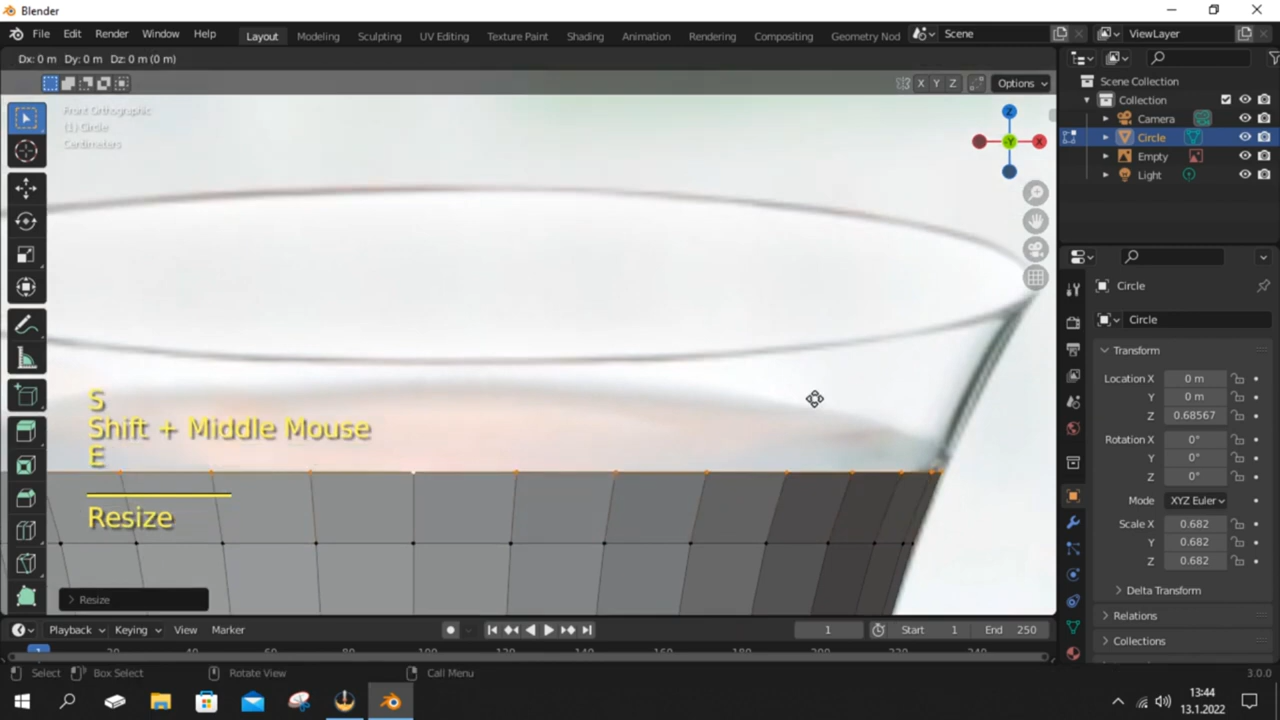 Blender
File Edit Render Window Help Layout Modeling Sculpting UV Editing Texture Paint Shading Animation Rendering Compositing Geometry Nod Scene ViewLayer
Dx: 0 m Dy: 0 m Dz: 0 m (0 m)
X Y Z Options
Front Orthographic
(1) Circle
Centimeters
Z
-Y X
S
Shift + Middle Mouse
E
Resize
Resize
Scene Collection
Collection
Camera
Circle
Empty
Light
Circle
Circle
Transform
Location X 0 m
Y 0 m
Z 0.68567
Rotation X 0°
Y 0°
Z 0°
Mode XYZ Euler
Scale X 0.682
Y 0.682
Z 0.682
Delta Transform
Relations
Collections
Playback Keying View Marker 1 Start 1 End 250
Select Box Select Rotate View Call Menu 3.0.0
13:44
13.1.2022